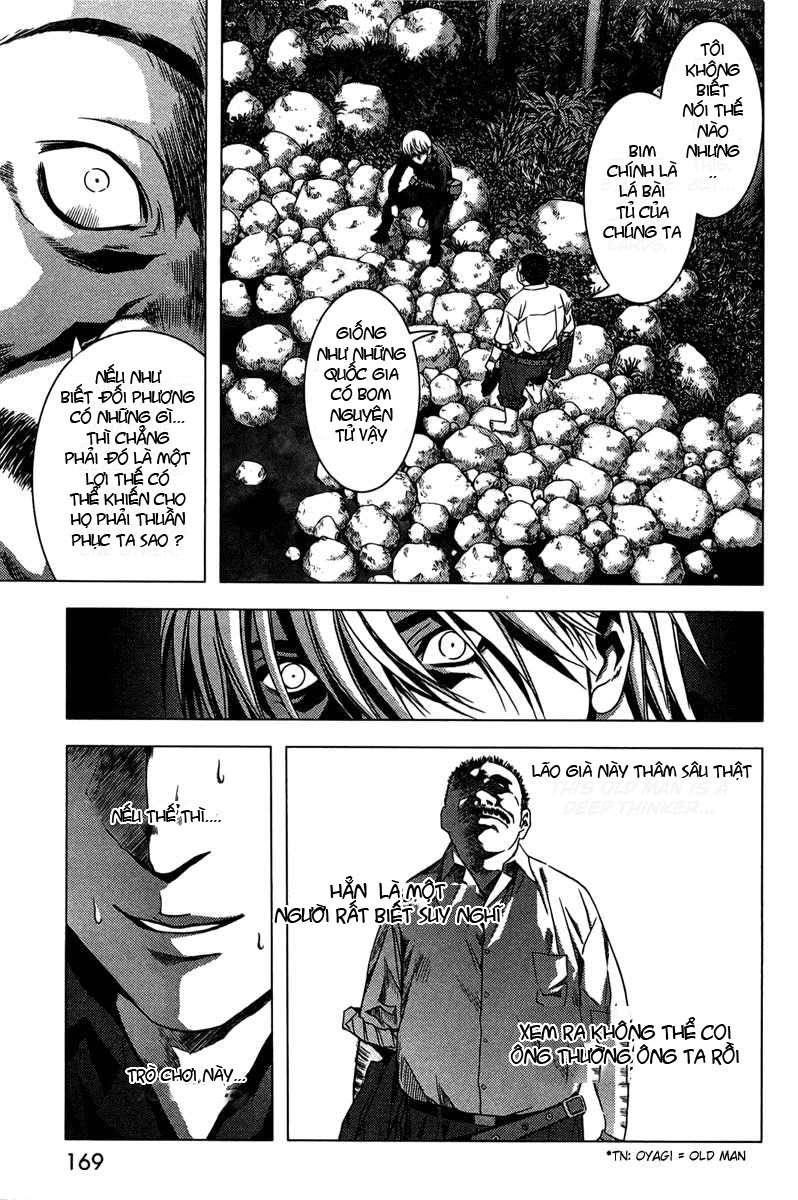 TÔI
KHÔNG
BIẾT
NÓI THẾ
NÀO
NHƯNG
..
BIM
CHÍNH LÀ
LÁ BÀI
TỦ CỦA
CHÚNG TA
GIỐNG
NHƯ NHỮNG
QUỐC GIA
CÓ BOM
NGUYÊN
TỬ VẬY
NẾU NHƯ
BIẾT ĐỐI PHƯƠNG
CÓ NHỮNG GÌ...
THÌ CHẲNG
PHẢI ĐÓ LÀ MỘT
LỢI THẾ CÓ
THỂ KHIẾN CHO
HỌ PHẢI THUẦN
PHỤC TA SAO ?
LÃO GIÀ NÀY THÂM SÂU THẬT
THIS OLD MAN IS A
DEEP THINKER...
HẲN LÀ MỘT
NGƯỜI RẤT BIẾT SUY NGHĨ
XEM RA KHÔNG THỂ COI
ÔNG THƯỜNG ÔNG TA RỒI
NẾU THẾ THÌ....
TRÒ CHƠI NÀY...
169
*TN: OYAGI = OLD MAN